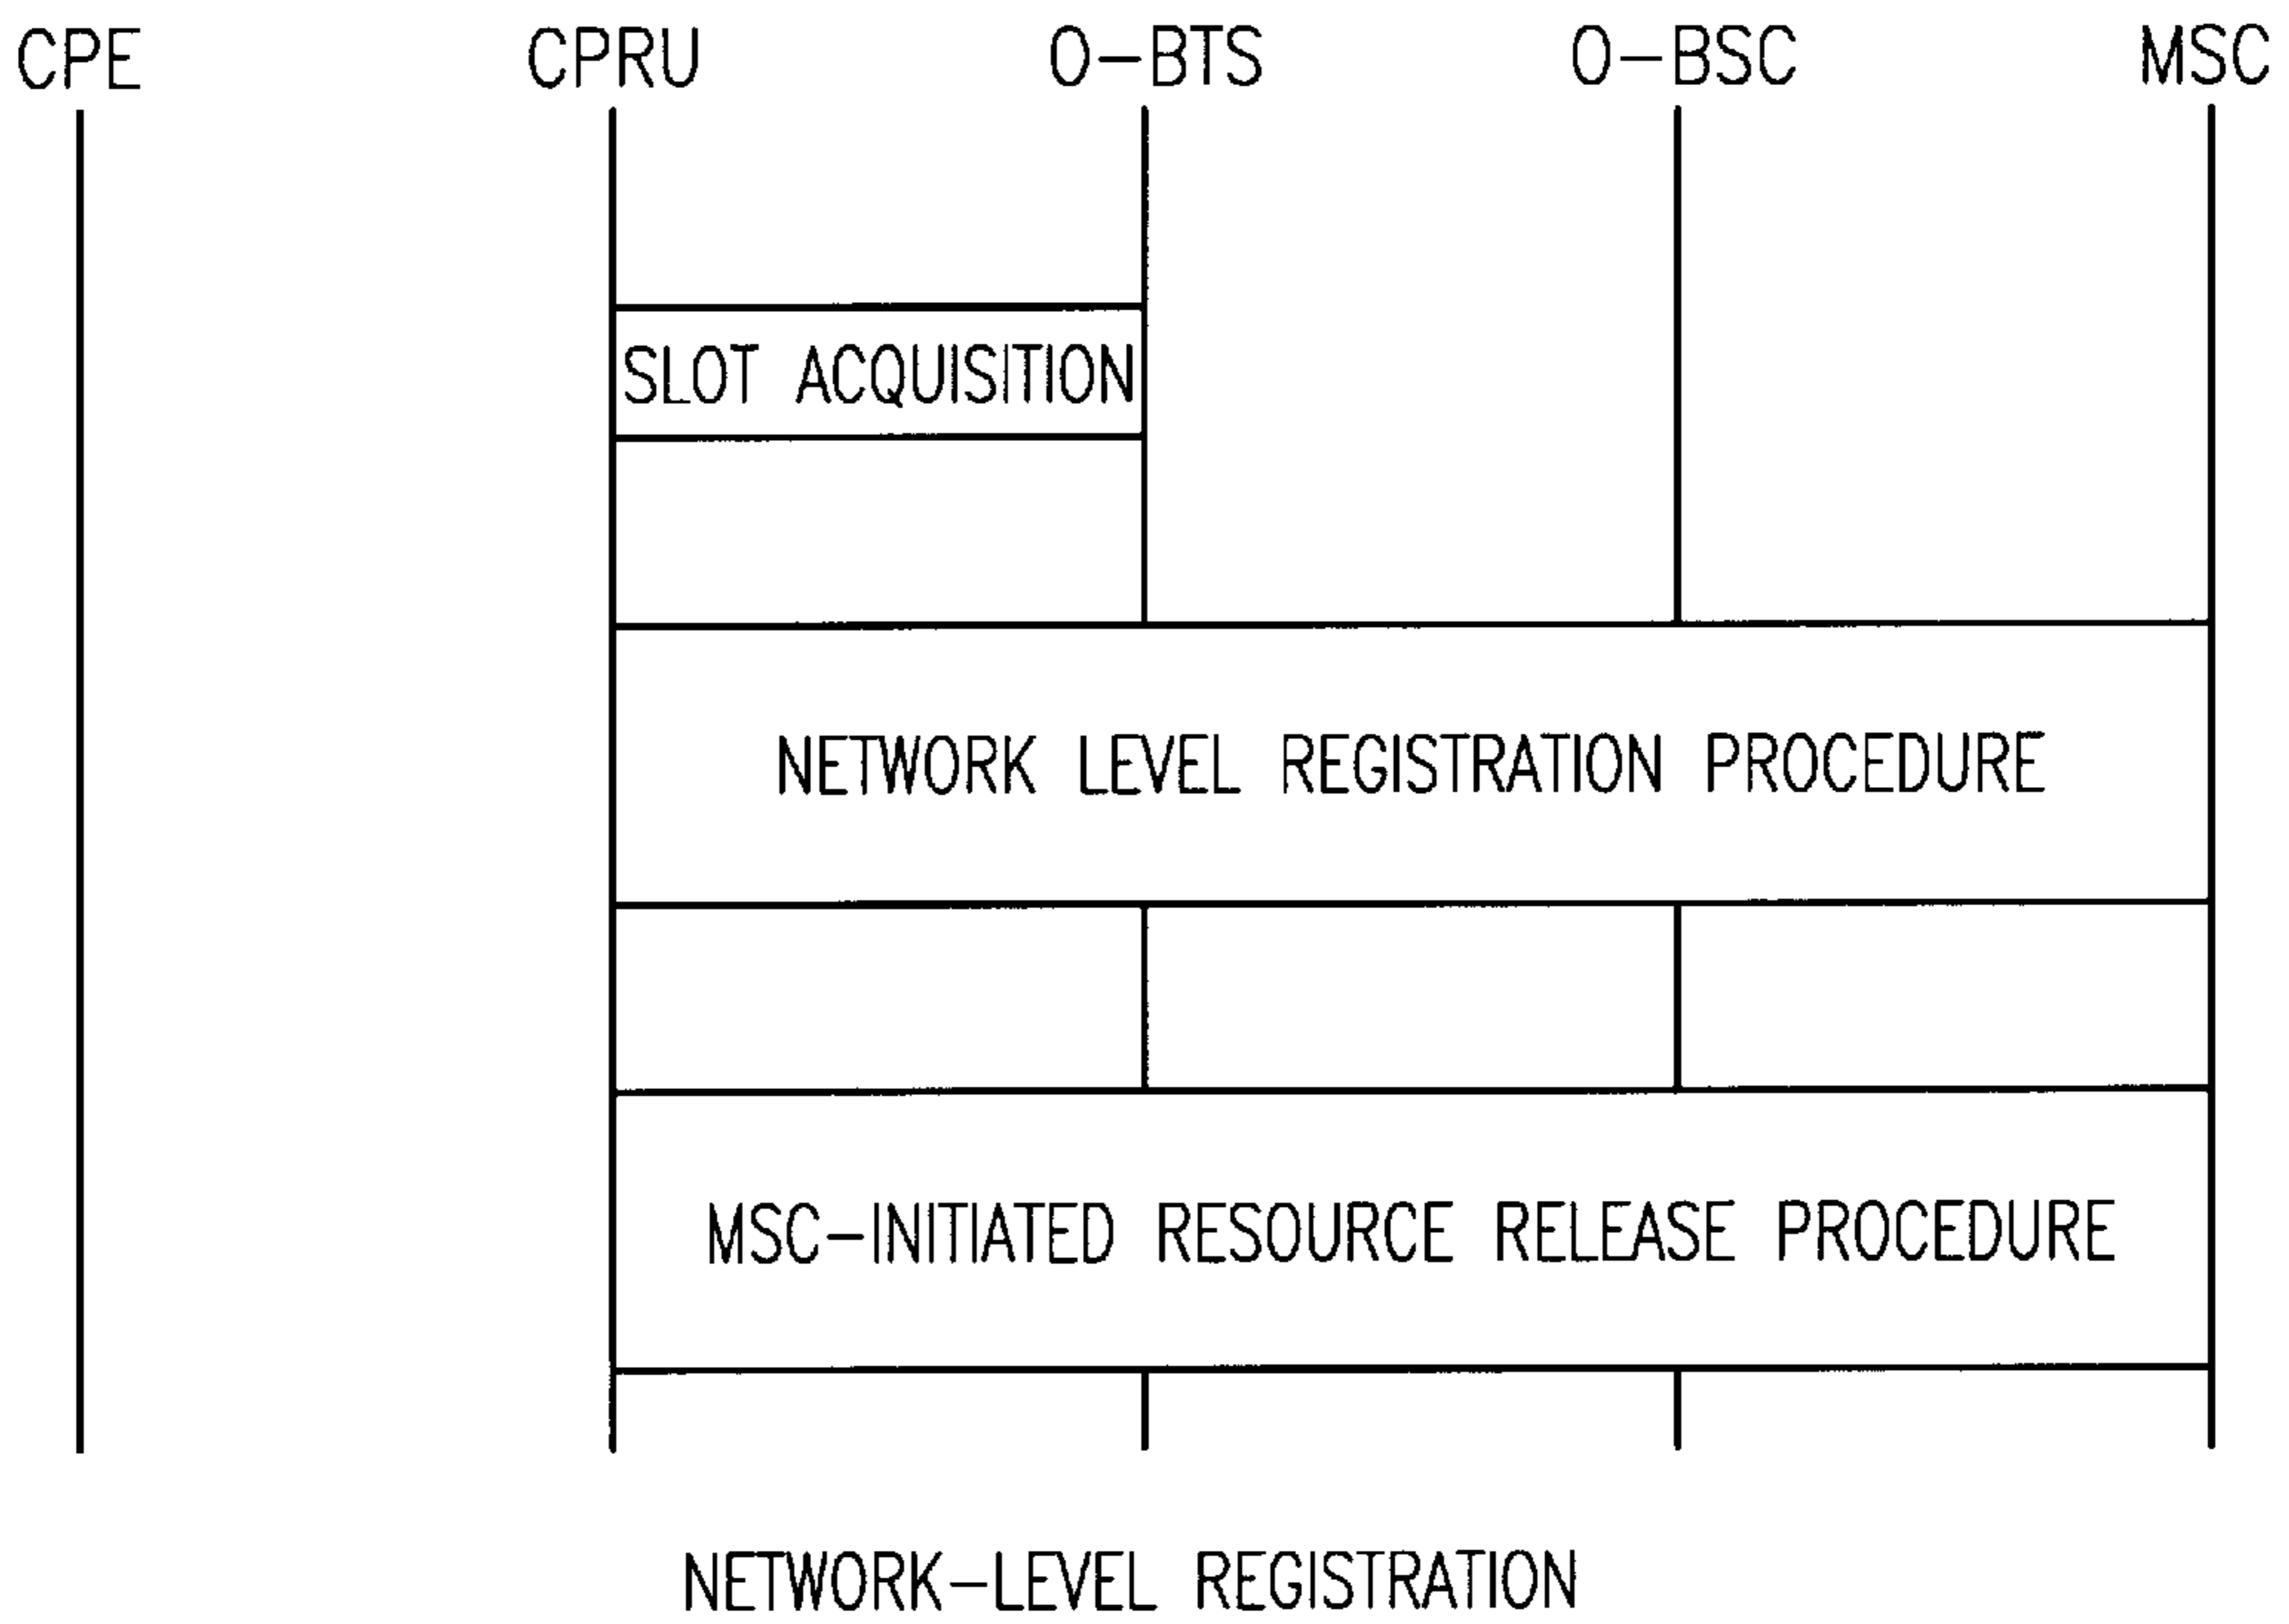 CPE CPRU O-BTS O-BSC MSC
SLOT ACQUISITION
NETWORK LEVEL REGISTRATION PROCEDURE
MSC-INITIATED RESOURCE RELEASE PROCEDURE
NETWORK-LEVEL REGISTRATION